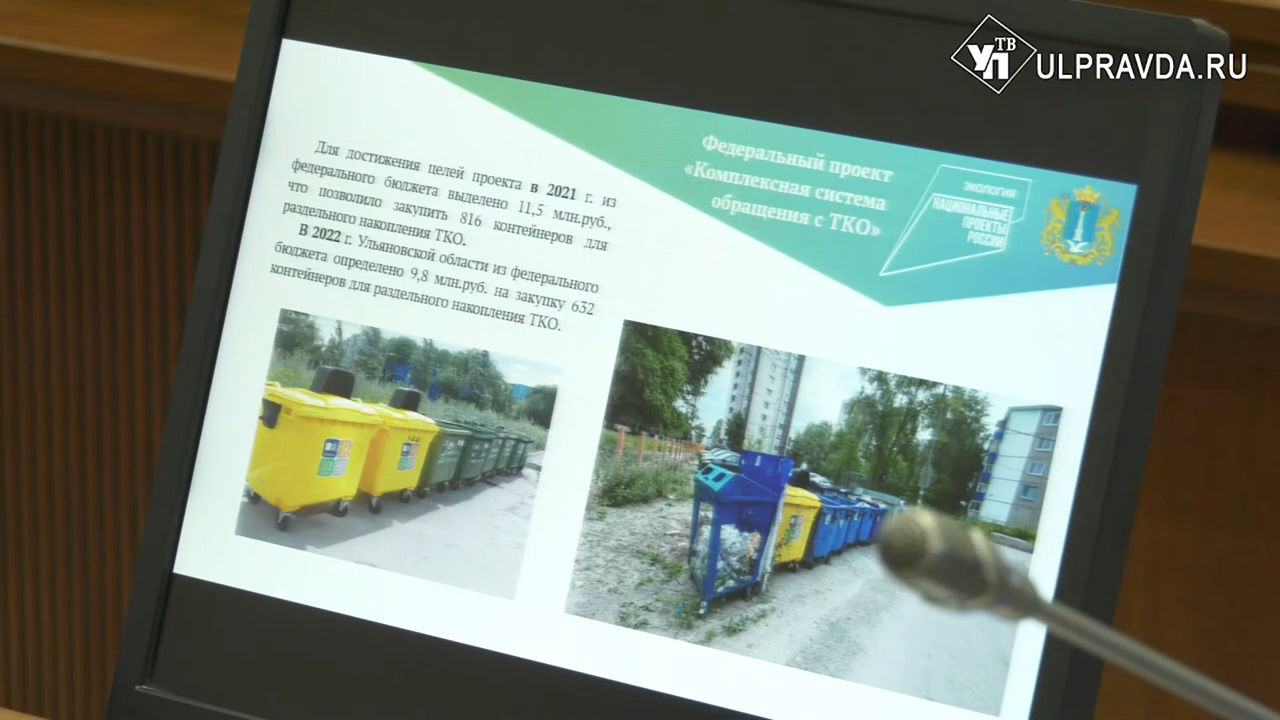 ТВ
УП
ULPRAVDA.RU
Федеральный проект
«Комплексная система
обращения с ТКО»
ЭКОЛОГИЯ
НАЦИОНАЛЬНЫЕ
ПРОЕКТЫ
РОССИИ
Для достижения целей проекта в 2021 г. из
федерального бюджета выделено 11,5 млн.руб.,
что позволило закупить 816 контейнеров для
раздельного накопления ТКО.
В 2022 г. Ульяновской области из федерального
бюджета определено 9,8 млн.руб. на закупку 632
контейнеров для раздельного накопления ТКО.